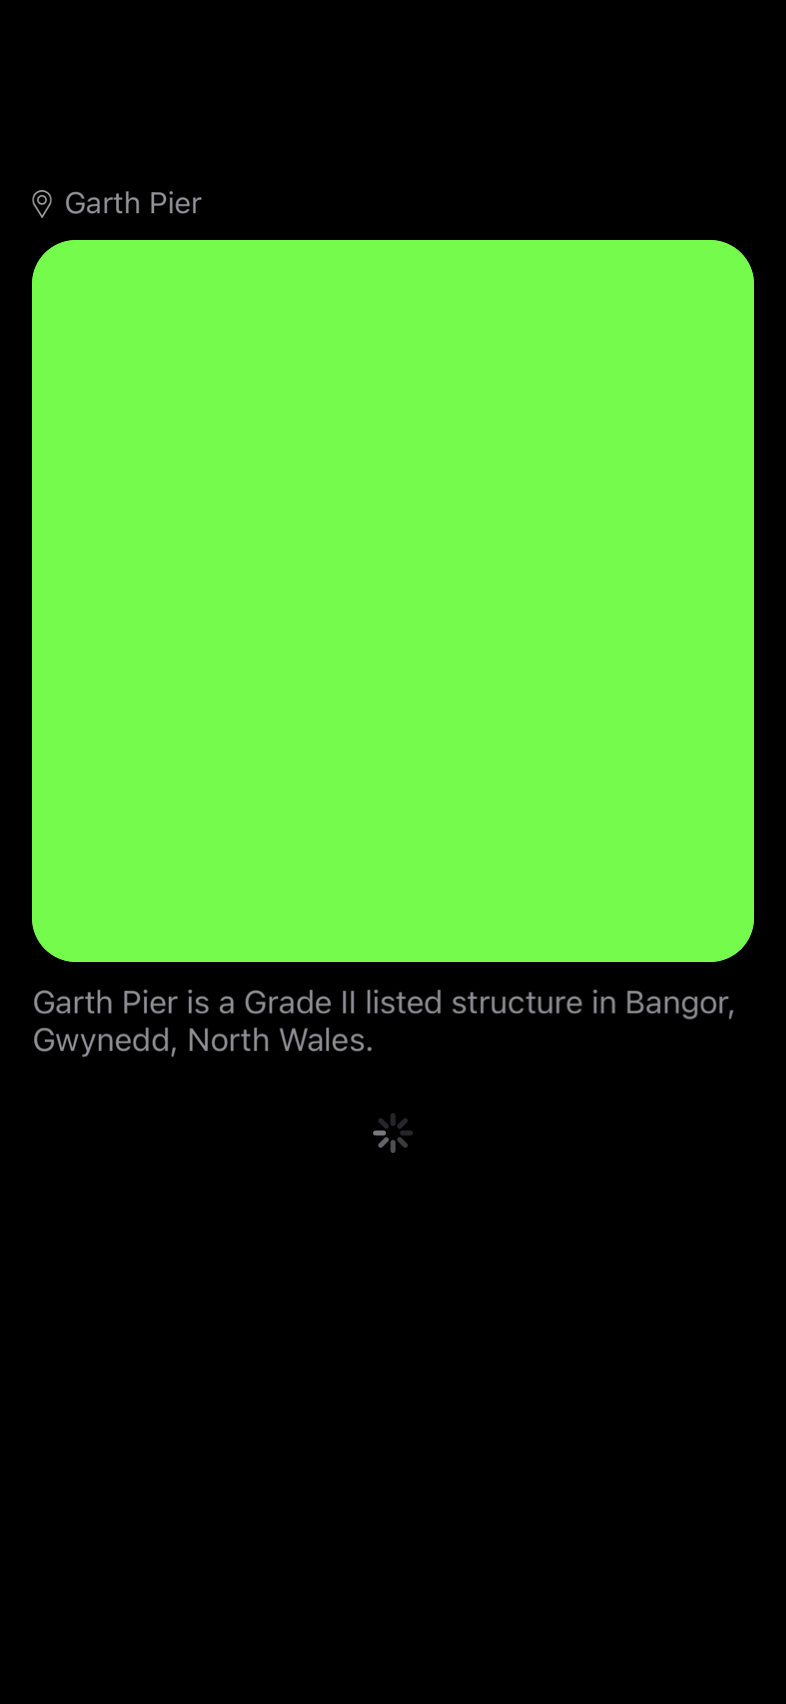 Garth Pier
Garth Pier is a Grade II listed structure in Bangor,
Gwynedd, North Wales.